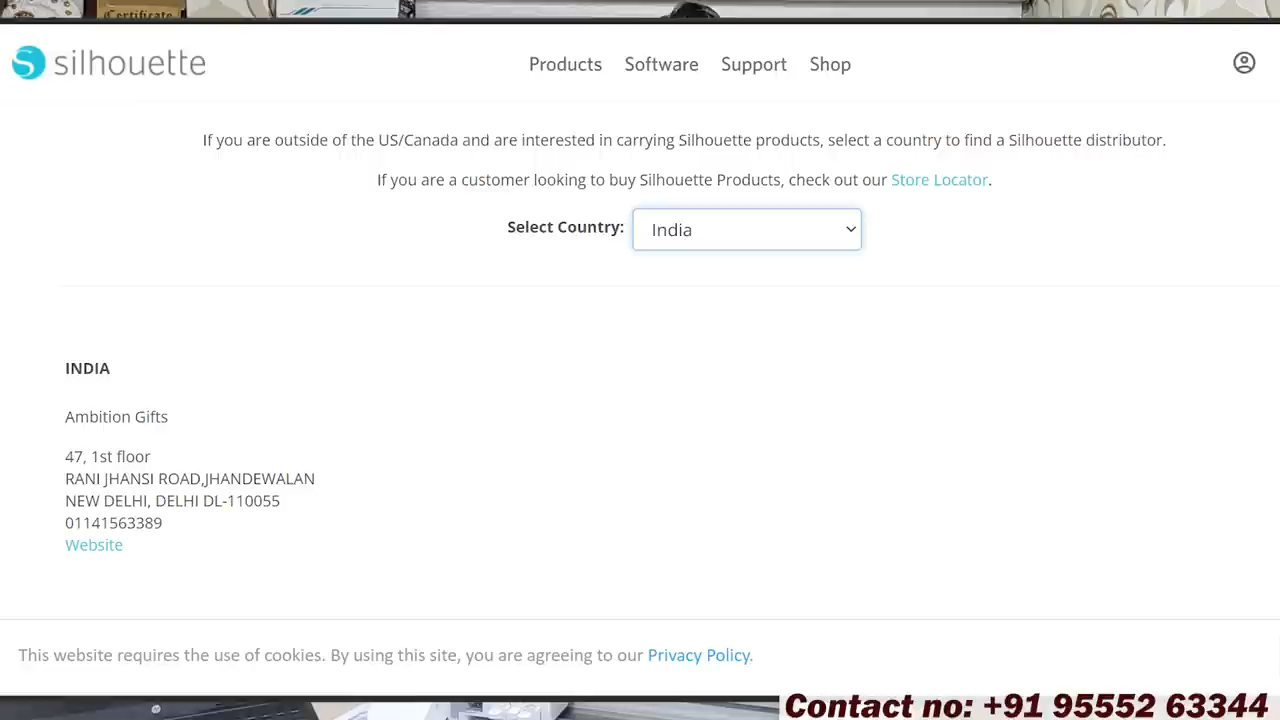 Certificate
silhouette
Products Software Support Shop
If you are outside of the US/Canada and are interested in carrying Silhouette products, select a country to find a Silhouette distributor.
If you are a customer looking to buy Silhouette Products, check out our Store Locator.
Select Country: India
INDIA
Ambition Gifts
47, 1st floor
RANI JHANSI ROAD,JHANDEWALAN
NEW DELHI, DELHI DL-110055
01141563389
Website
This website requires the use of cookies. By using this site, you are agreeing to our Privacy Policy.
Contact no: +91 95552 63344